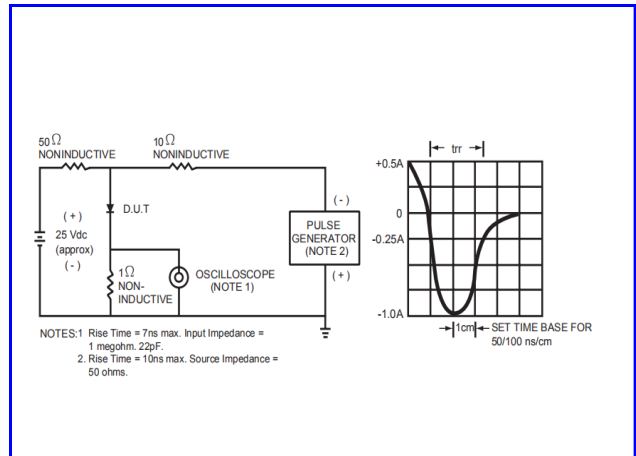 50Ω
NONINDUCTIVE
10Ω
NONINDUCTIVE
trr
+0.5A
(+)
25 Vdc
(approx)
(-)
D.U.T
(-)
PULSE
GENERATOR
(NOTE 2)
(+)
0
-0.25A
1Ω
NON-
INDUCTIVE
OSCILLOSCOPE
(NOTE 1)
-1.0A
1cm
SET TIME BASE FOR
50/100 ns/cm
NOTES:1 Rise Time = 7ns max. Input Impedance =
1 megohm. 22pF.
2. Rise Time = 10ns max. Source Impedance =
50 ohms.